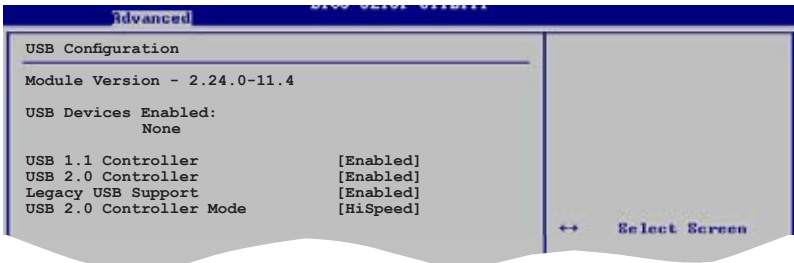 Advanced
USB Configuration
Module Version - 2.24.0-11.4
USB Devices Enabled:
None
USB 1.1 Controller [Enabled]
USB 2.0 Controller [Enabled]
Legacy USB Support [Enabled]
USB 2.0 Controller Mode [HiSpeed]
↔ Select Screen